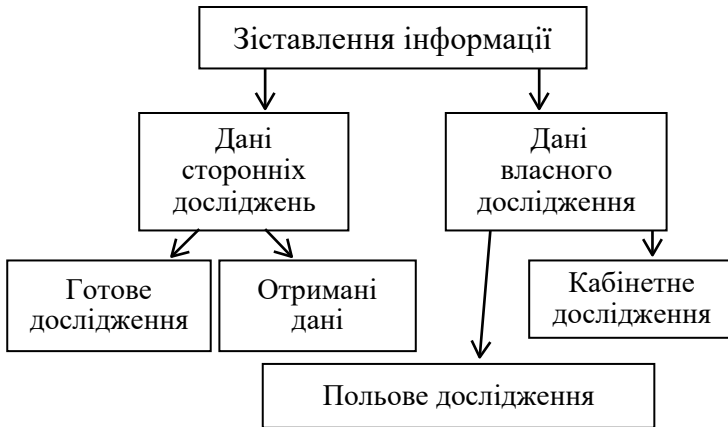 Зіставлення інформації
Дані
сторонніх
досліджень
Дані
власного
дослідження
Готове
дослідження
Отримані
дані
Кабінетне
дослідження
Польове дослідження